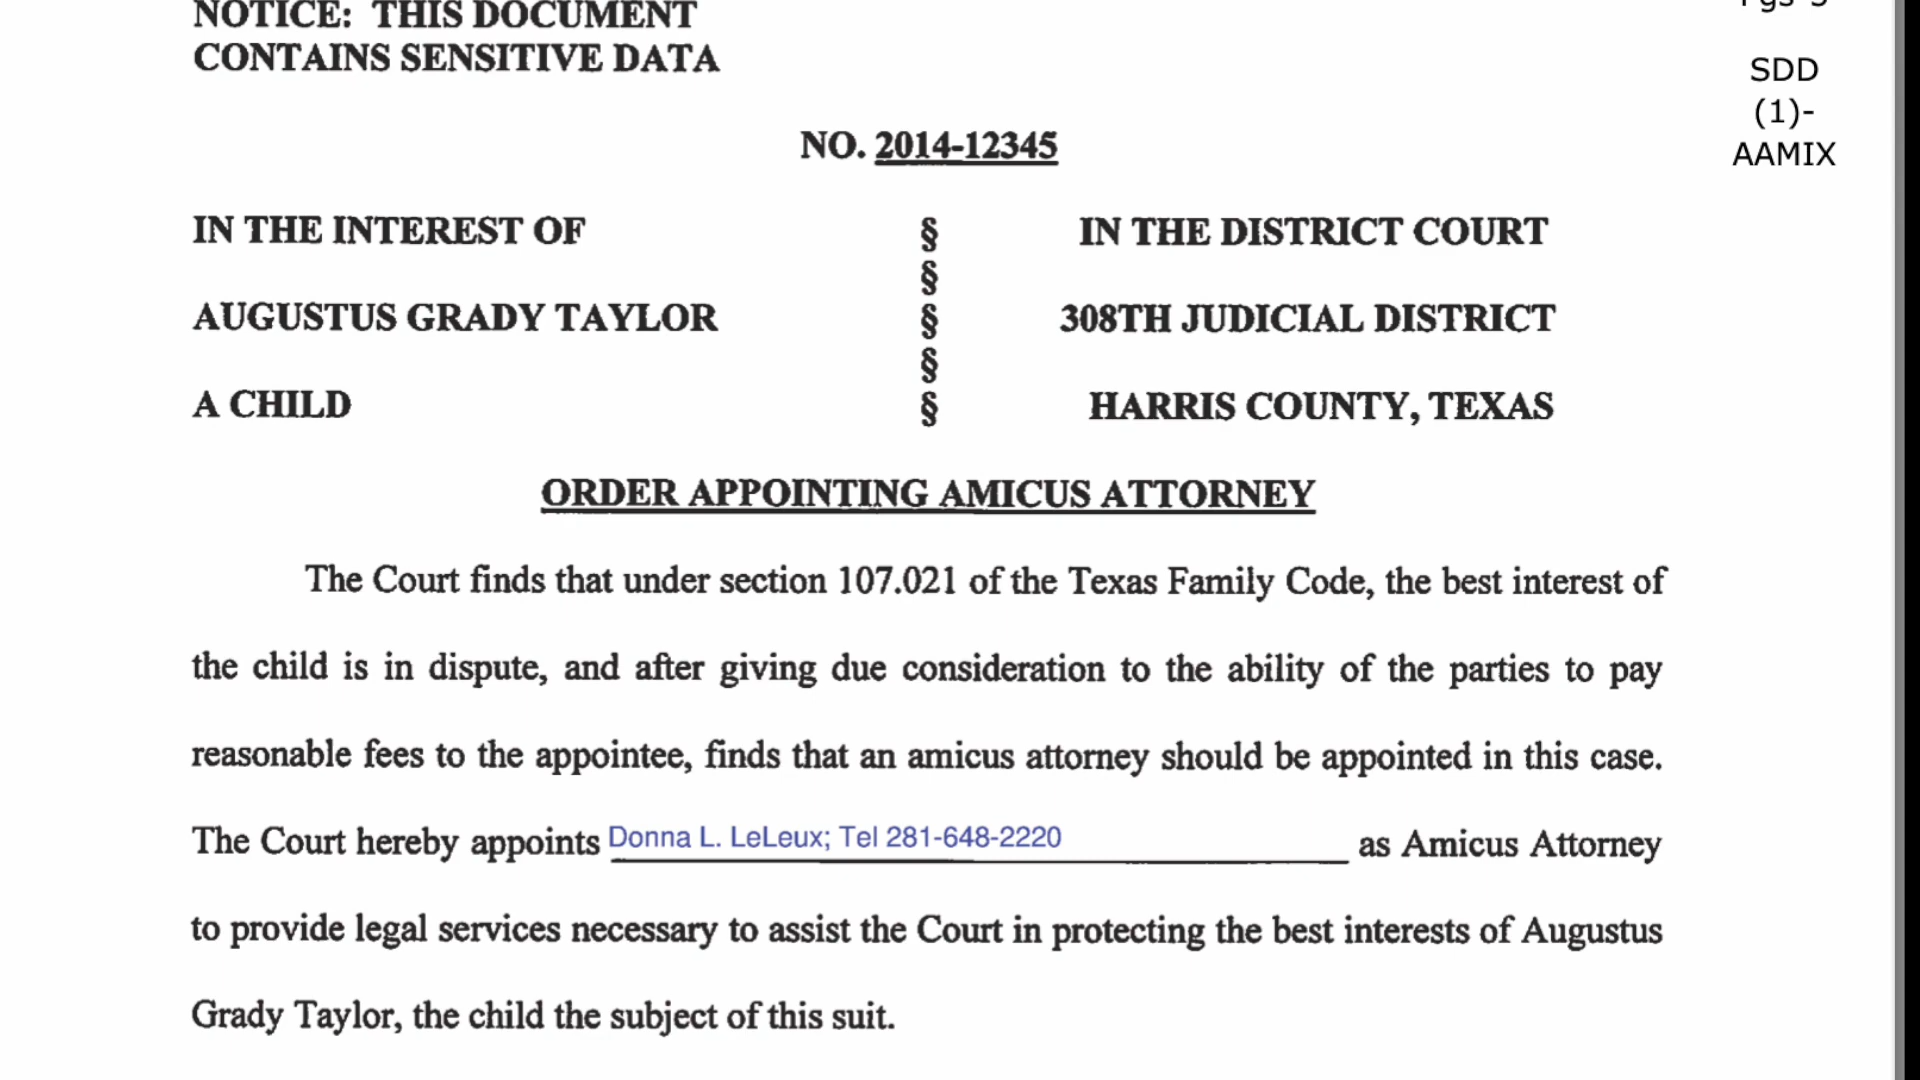 NOTICE: THIS DOCUMENT
CONTAINS SENSITIVE DATA
SDD
(1)-
AAMIX
NO. 2014-12345
IN THE INTEREST OF § IN THE DISTRICT COURT
§
AUGUSTUS GRADY TAYLOR § 308TH JUDICIAL DISTRICT
§
A CHILD § HARRIS COUNTY, TEXAS
ORDER APPOINTING AMICUS ATTORNEY
The Court finds that under section 107.021 of the Texas Family Code, the best interest of
the child is in dispute, and after giving due consideration to the ability of the parties to pay
reasonable fees to the appointee, finds that an amicus attorney should be appointed in this case.
The Court hereby appoints Donna L. LeLeux; Tel 281-648-2220 as Amicus Attorney
to provide legal services necessary to assist the Court in protecting the best interests of Augustus
Grady Taylor, the child the subject of this suit.